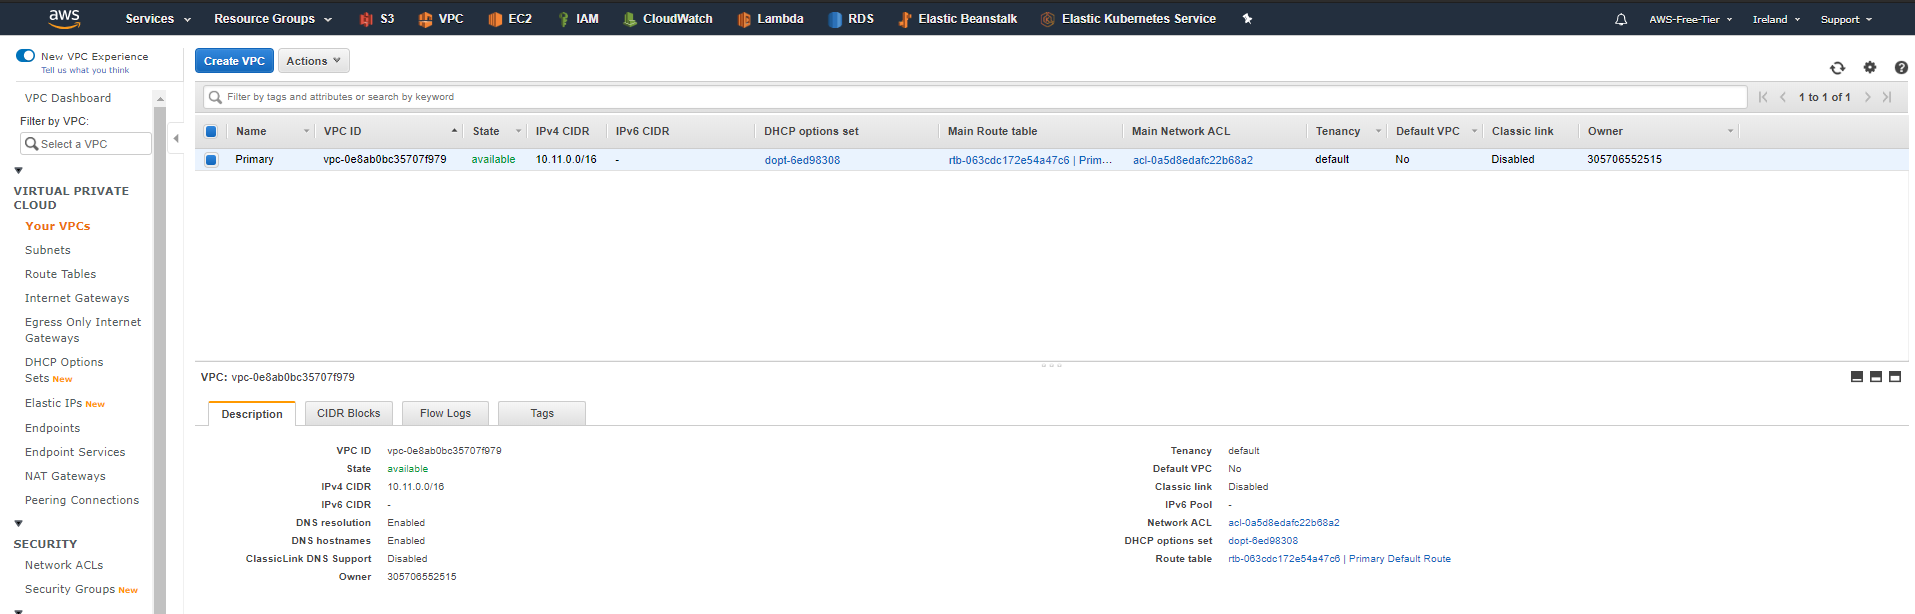 aws Services Resource Groups S3 VPC EC2 IAM CloudWatch Lambda RDS Elastic Beanstalk Elastic Kubernetes Service AWS-Free-Tier Ireland Support
New VPC Experience
Tell us what you think
VPC Dashboard
Filter by VPC:
Select a VPC
VIRTUAL PRIVATE
CLOUD
Your VPCs
Subnets
Route Tables
Internet Gateways
Egress Only Internet
Gateways
DHCP Options
Sets New
Elastic IPs New
Endpoints
Endpoint Services
NAT Gateways
Peering Connections
SECURITY
Network ACLs
Security Groups New
Create VPC Actions
Filter by tags and attributes or search by keyword 1 to 1 of 1
Name VPC ID State IPv4 CIDR IPv6 CIDR DHCP options set Main Route table Main Network ACL Tenancy Default VPC Classic link Owner
Primary vpc-0e8ab0bc35707f979 available 10.11.0.0/16 - dopt-6ed98308 rtb-063cdc172e54a47c6 | Prim... acl-0a5d8edafc22b68a2 default No Disabled 305706552515
VPC: vpc-0e8ab0bc35707f979
Description CIDR Blocks Flow Logs Tags
VPC ID vpc-0e8ab0bc35707f979
State available
IPv4 CIDR 10.11.0.0/16
IPv6 CIDR -
DNS resolution Enabled
DNS hostnames Enabled
ClassicLink DNS Support Disabled
Owner 305706552515
Tenancy default
Default VPC No
Classic link Disabled
IPv6 Pool -
Network ACL acl-0a5d8edafc22b68a2
DHCP options set dopt-6ed98308
Route table rtb-063cdc172e54a47c6 | Primary Default Route